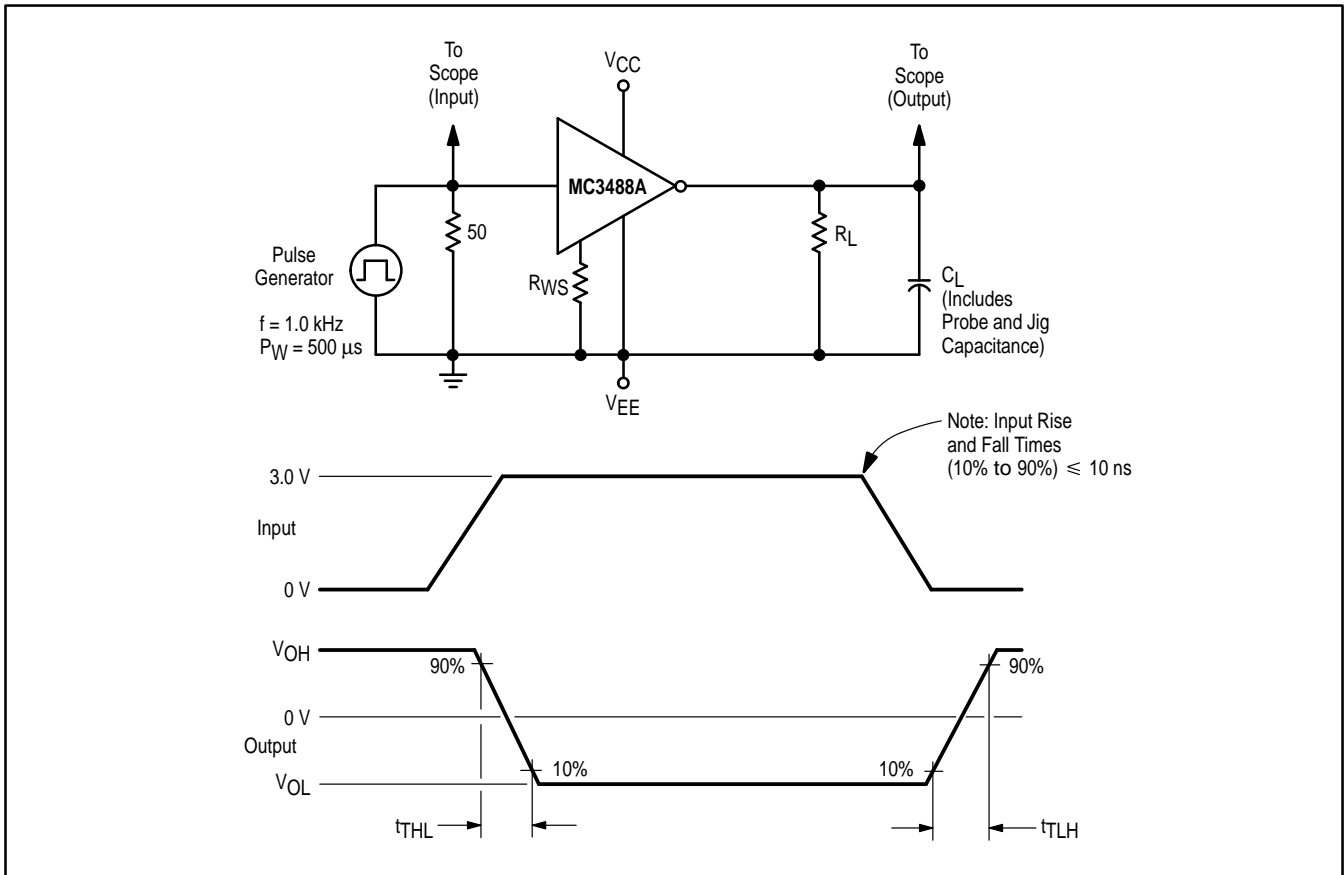 To
Scope
(Input)
VCC
To
Scope
(Output)
MC3488A
50
RL
Pulse
Generator
RWS
CL
(Includes
Probe and Jig
Capacitance)
f = 1.0 kHz
PW = 500 µs
VEE
Note: Input Rise
and Fall Times
(10% to 90%) ≤ 10 ns
3.0 V
Input
0 V
VOH
90%
90%
0 V
Output
10%
10%
VOL
tTHL
tTLH